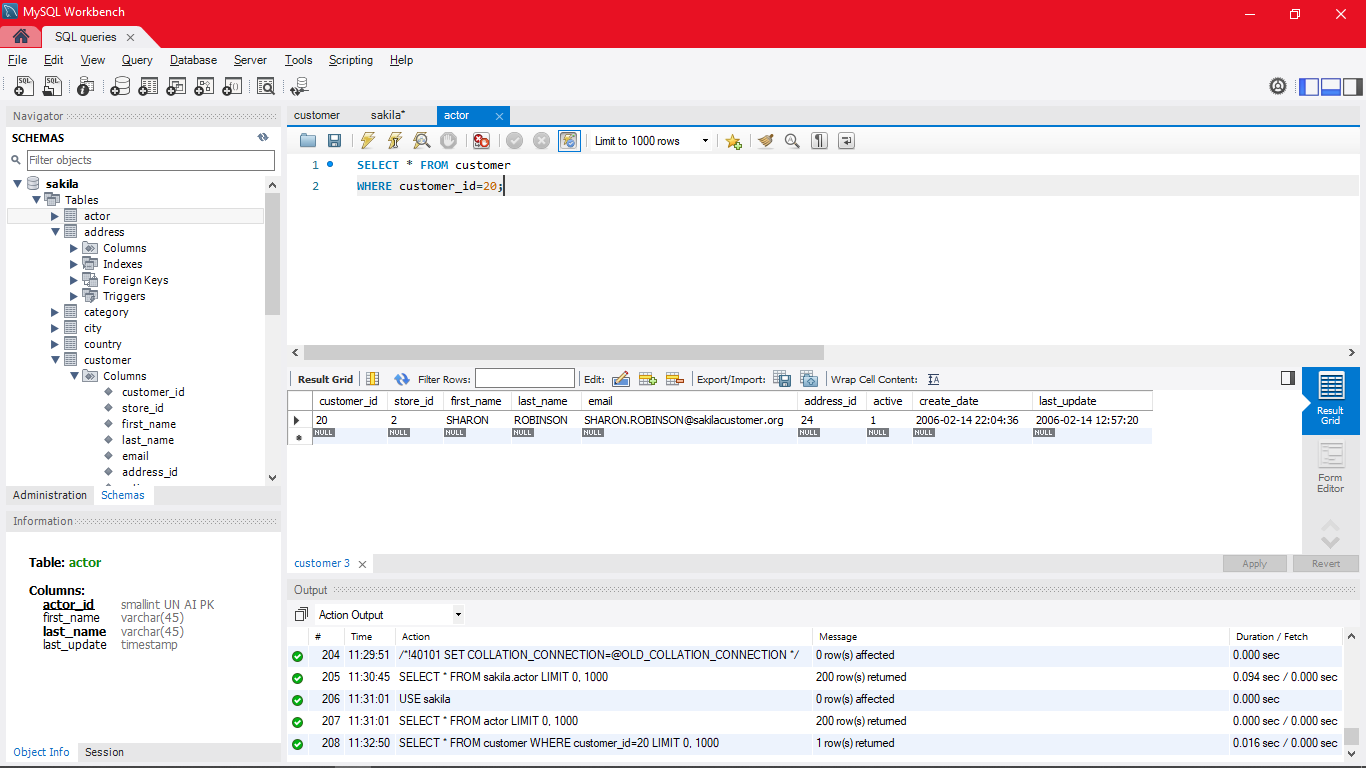 MySQL Workbench
SQL queries
File Edit View Query Database Server Tools Scripting Help
Navigator
SCHEMAS
Filter objects
sakila
Tables
actor
address
Columns
Indexes
Foreign Keys
Triggers
category
city
country
customer
Columns
customer_id
store_id
first_name
last_name
email
address_id
Administration Schemas
Information
Table: actor
Columns:
actor_id smallint UN AI PK
first_name varchar(45)
last_name varchar(45)
last_update timestamp
Object Info Session
customer sakila* actor
Limit to 1000 rows
1 SELECT * FROM customer
2 WHERE customer_id=20;
Result Grid Filter Rows: Edit: Export/Import: Wrap Cell Content:
customer_id store_id first_name last_name email address_id active create_date last_update
20 2 SHARON ROBINSON SHARON.ROBINSON@sakilacustomer.org 24 1 2006-02-14 22:04:36 2006-02-14 12:57:20
NULL NULL NULL NULL NULL NULL NULL NULL NULL
Result
Grid
Form
Editor
customer 3
Apply Revert
Output
Action Output
# Time Action Message Duration / Fetch
204 11:29:51 /*!40101 SET COLLATION_CONNECTION=@OLD_COLLATION_CONNECTION */ 0 row(s) affected 0.000 sec
205 11:30:45 SELECT * FROM sakila.actor LIMIT 0, 1000 200 row(s) returned 0.094 sec / 0.000 sec
206 11:31:01 USE sakila 0 row(s) affected 0.000 sec
207 11:31:01 SELECT * FROM actor LIMIT 0, 1000 200 row(s) returned 0.000 sec / 0.000 sec
208 11:32:50 SELECT * FROM customer WHERE customer_id=20 LIMIT 0, 1000 1 row(s) returned 0.016 sec / 0.000 sec